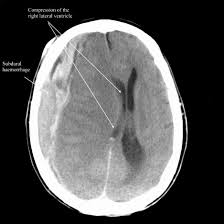 Compression of the
right lateral ventricle
Subdural
haemorrhage